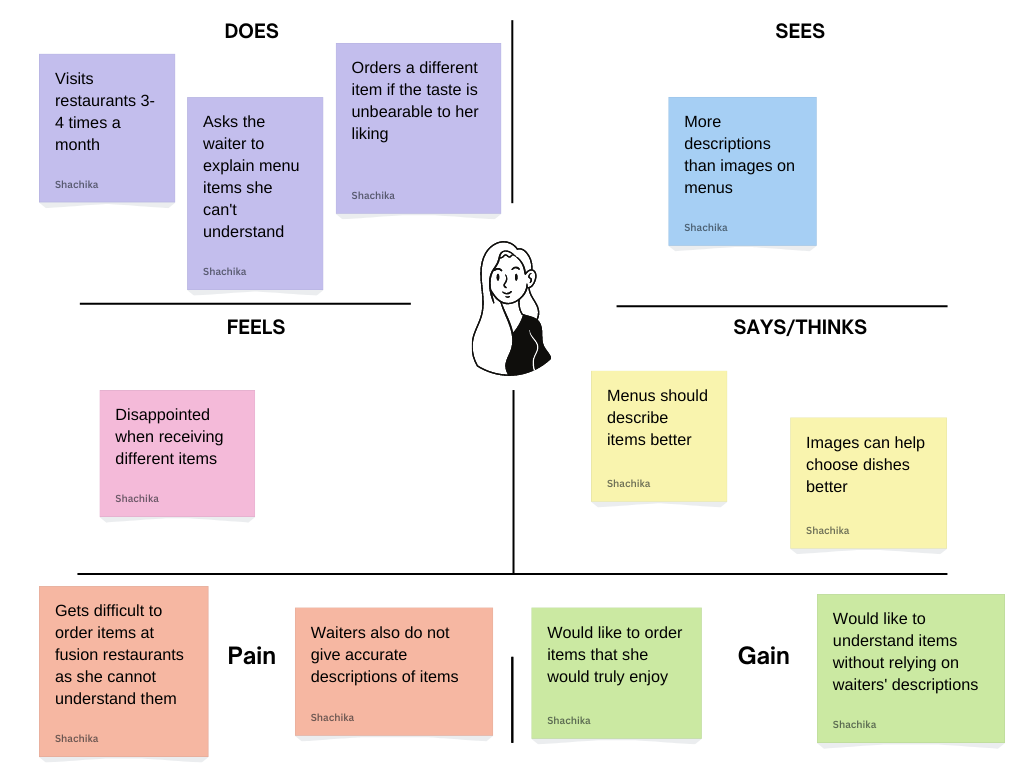 DOES
Visits
restaurants 3-
4 times a
month
Shachika
Asks the
waiter to
explain menu
items she
can't
understand
Shachika
Orders a different
item if the taste is
unbearable to her
liking
Shachika
SEES
More
descriptions
than images on
menus
Shachika
FEELS
Disappointed
when receiving
different items
Shachika
SAYS/THINKS
Menus should
describe
items better
Shachika
Images can help
choose dishes
better
Shachika
Gets difficult to
order items at
fusion restaurants
as she cannot
understand them
Shachika
Pain
Waiters also do not
give accurate
descriptions of items
Shachika
Would like to order
items that she
would truly enjoy
Shachika
Gain
Would like to
understand items
without relying on
waiters' descriptions
Shachika